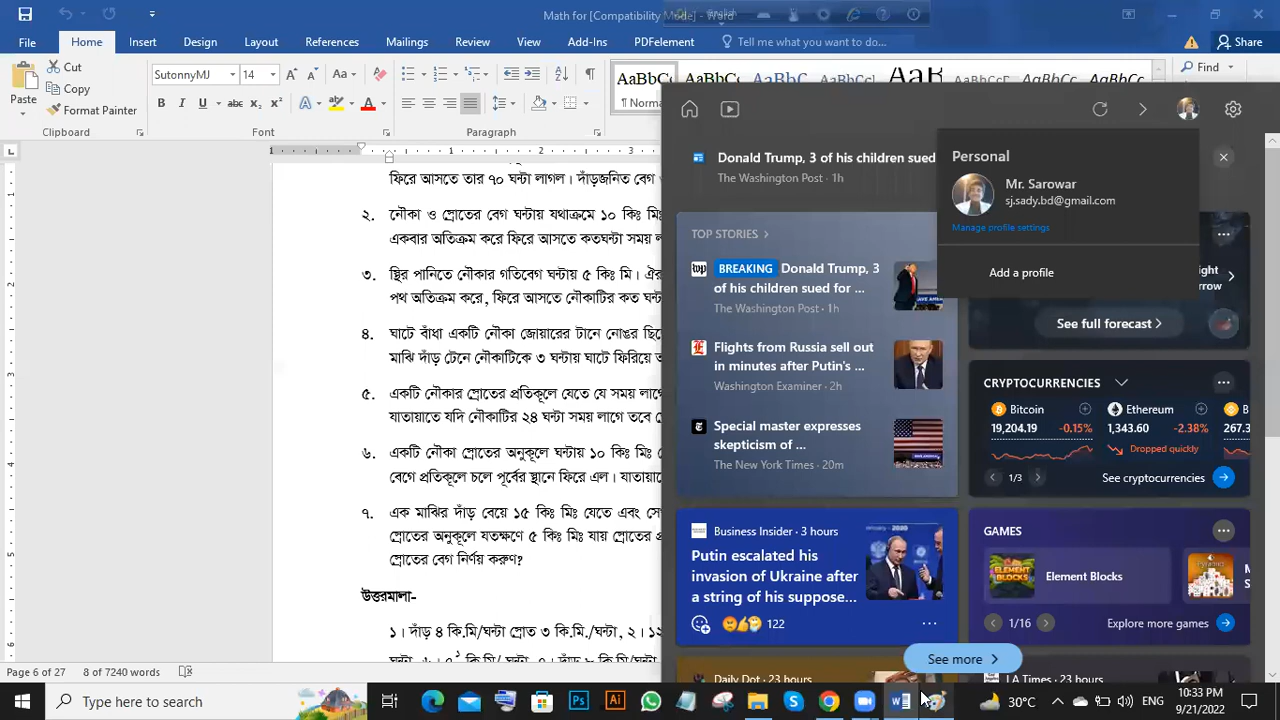 English
Math for [Compatibility Mode] - Word
File Home Insert Design Layout References Mailings Review View Add-Ins PDFelement Tell me what you want to do... Share
Paste
Cut
Copy
Format Painter
SutonnyMJ 14
Find
¶ Norma
Clipboard Font Paragraph
ফিরে আসতে তার ৭০ ঘন্টা লাগল। দাঁড়জনিত বেগ
২. নৌকা ও স্রোতের বেগ ঘন্টায় যথাক্রমে ১০ কিঃ মিঃ
একবার অতিক্রম করে ফিরে আসতে কতঘন্টা সময় ল
৩. স্থির পানিতে নৌকার গতিবেগ ঘন্টায় ৫ কিঃ মি। ঐর
পথ অতিক্রম করে, ফিরে আসতে নৌকাটির কত ঘন্ট
৪. ঘাটে বাঁধা একটি নৌকা জোয়ারের টানে নোঙর ছিঁ
মাঝি দাঁড় টেনে নৌকাটিকে ৩ ঘন্টায় ঘাটে ফিরিয়ে
৫. একটি নৌকার স্রোতের প্রতিকূলে যেতে যে সময় লাগে
যাতায়াতে যদি নৌকাটির ২৪ ঘন্টা সময় লাগে তবে
৬. একটি নৌকা স্রোতের অনুকূলে ঘন্টায় ১০ কিঃ মিঃ
বেগে প্রতিকূলে চলে পূর্বের স্থানে ফিরে এল। যাতায়
৭. এক মাঝির দাঁড় বেয়ে ১৫ কিঃ মিঃ যেতে এবং সে
স্রোতের অনুকূলে যতক্ষণে ৫ কিঃ মিঃ যায় স্রোতের প্র
স্রোতের বেগ নির্ণয় করুণ?
উত্তরমালা-
১। দাঁড় ৪ কি.মি/ঘন্টা স্রোত ৩ কি.মি./ঘন্টা, ২। ১২
Donald Trump, 3 of his children sued
The Washington Post · 1h
Personal
Mr. Sarowar
sj.sady.bd@gmail.com
Manage profile settings
Add a profile
TOP STORIES
BREAKING Donald Trump, 3
of his children sued for ...
The Washington Post · 1h
Flights from Russia sell out
in minutes after Putin's ...
Washington Examiner · 2h
Special master expresses
skepticism of ...
The New York Times · 20m
ight
rrow
See full forecast
CRYPTOCURRENCIES
Bitcoin Ethereum B
19,204.19 -0.15% 1,343.60 -2.38% 267.3
Dropped quickly
1/3 See cryptocurrencies
Business Insider · 3 hours
Putin escalated his
invasion of Ukraine after
a string of his suppose...
122
GAMES
ELEMENT BLOCKS
Element Blocks
1/16 Explore more games
See more
Daily Dot · 23 hours
LA Times · 23 hours
Page 6 of 27 8 of 7240 words
Type here to search
30°C
ENG
10:33 PM
9/21/2022